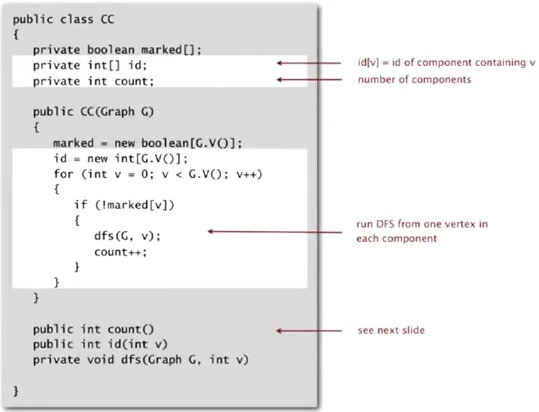 public class CC
{
private boolean marked[];
private int[] id;
private int count;
public CC(Graph G)
{
marked = new boolean[G.V()];
id = new int[G.V()];
for (int v = 0; v < G.V(); v++)
{
if (!marked[v])
{
dfs(G, v);
count++;
}
}
}
public int count()
public int id(int v)
private void dfs(Graph G, int v)
}
id[v] = id of component containing v
number of components
run DFS from one vertex in
each component
see next slide